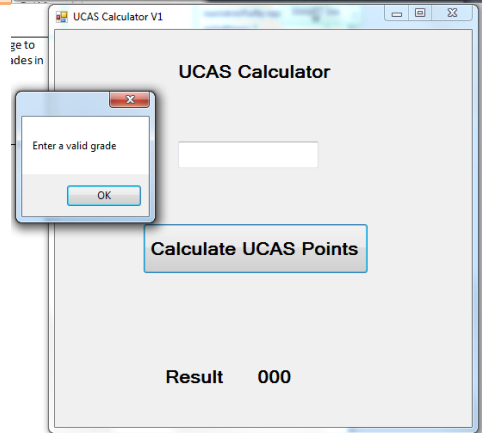 UCAS Calculator V1
ge to
ades in
UCAS Calculator
Enter a valid grade
OK
Calculate UCAS Points
Result 000